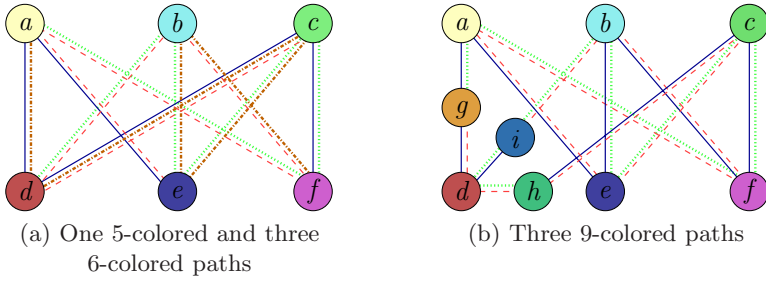 a b c a b c
g
i
d e f d h e f
(a) One 5-colored and three
6-colored paths
(b) Three 9-colored paths